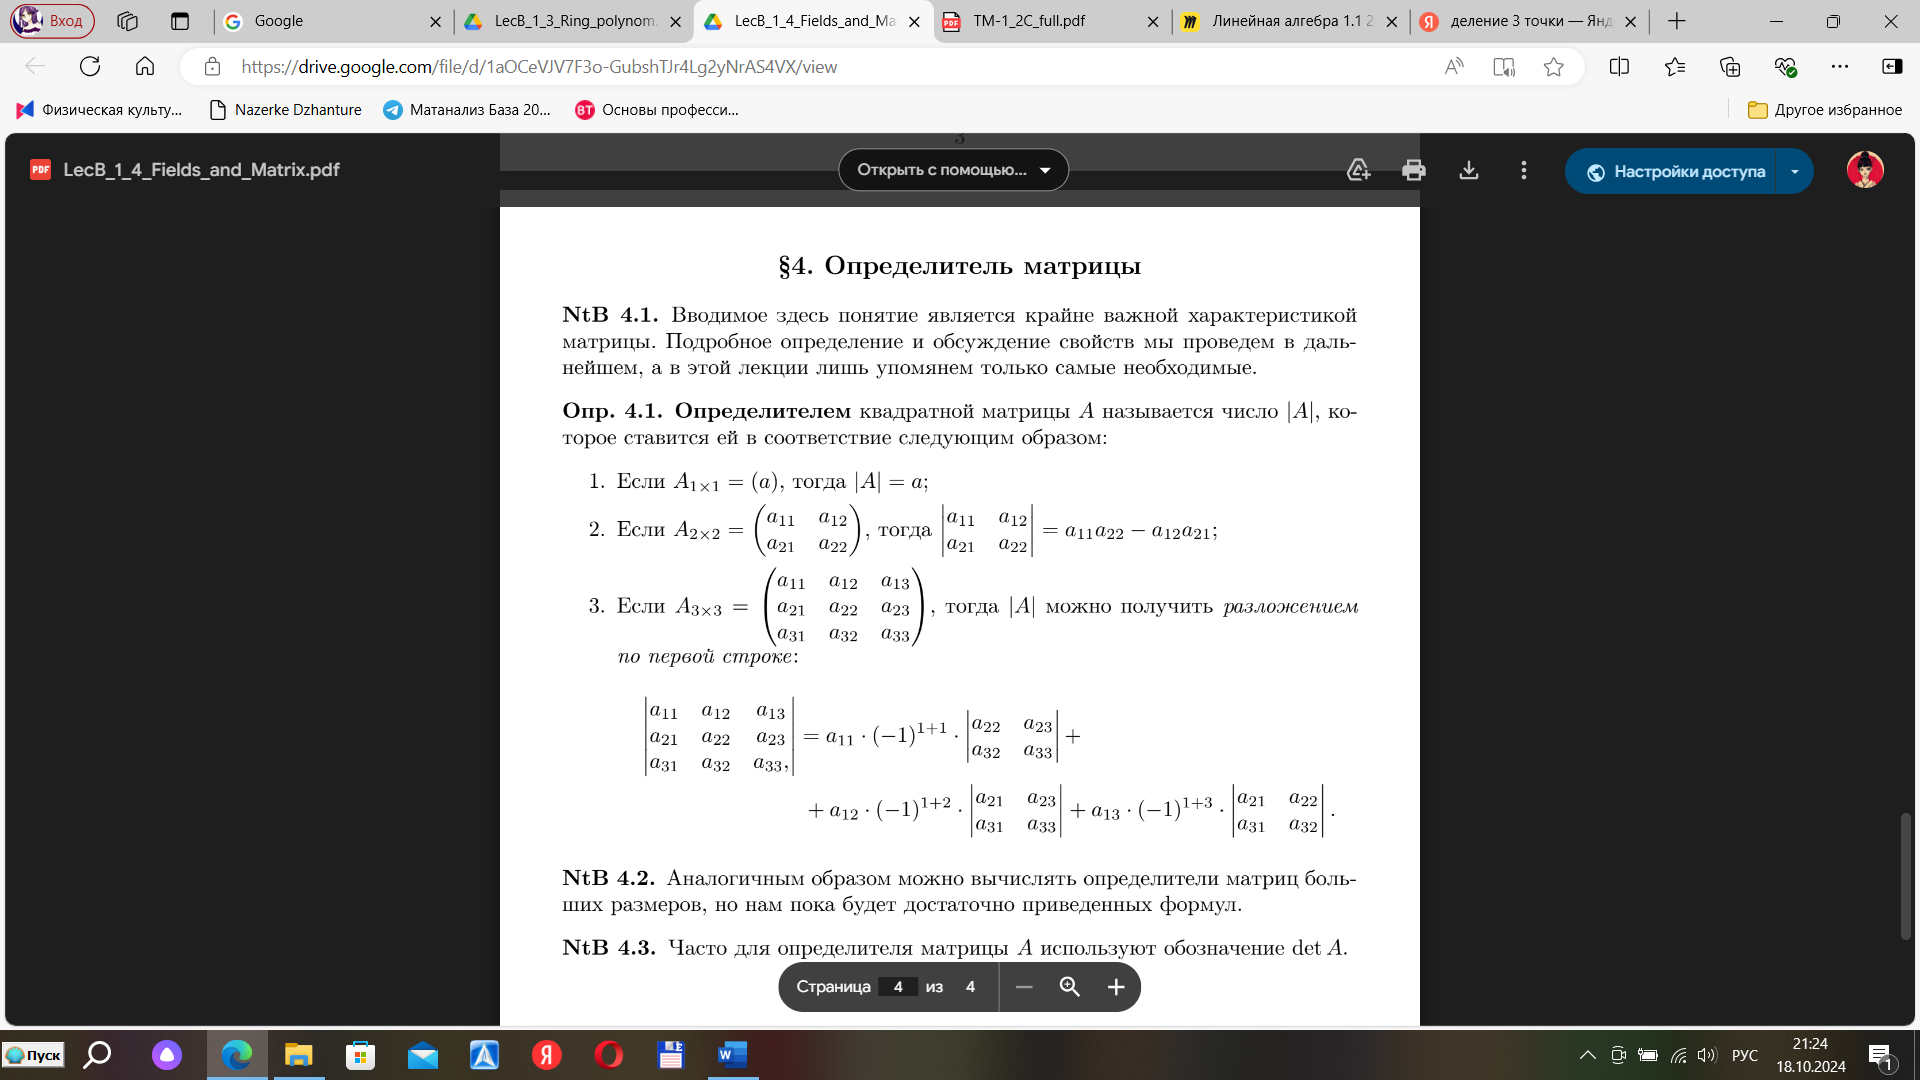 Вход
Google
LecB_1_3_Ring_polynom
LecB_1_4_Fields_and_Ma
TM-1_2C_full.pdf
Линейная алгебра 1.1 2
деление 3 точки — Янд
https://drive.google.com/file/d/1aOCeVJV7F3o-GubshTJr4Lg2yNrAS4VX/view
Физическая культу...
Nazerke Dzhanture
Матанализ База 20...
Основы професси...
Другое избранное
3
LecB_1_4_Fields_and_Matrix.pdf
Открыть с помощью...
Настройки доступа
§4. Определитель матрицы
NtB 4.1. Вводимое здесь понятие является крайне важной характеристикой
матрицы. Подробное определение и обсуждение свойств мы проведем в даль-
нейшем, а в этой лекции лишь упомянем только самые необходимые.
Опр. 4.1. Определителем квадратной матрицы A называется число |A|, ко-
торое ставится ей в соответствие следующим образом:
1. Если A₁ₓ₁ = (a), тогда |A| = a;
2. Если A₂ₓ₂ = (a₁₁ a₁₂ a₂₁ a₂₂), тогда |a₁₁ a₁₂ a₂₁ a₂₂| = a₁₁a₂₂ − a₁₂a₂₁;
3. Если A₃ₓ₃ = (a₁₁ a₁₂ a₁₃ a₂₁ a₂₂ a₂₃ a₃₁ a₃₂ a₃₃), тогда |A| можно получить разложением
по первой строке:
|a₁₁ a₁₂ a₁₃ a₂₁ a₂₂ a₂₃ a₃₁ a₃₂ a₃₃,| = a₁₁ · (−1)¹⁺¹ · |a₂₂ a₂₃ a₃₂ a₃₃| +
+ a₁₂ · (−1)¹⁺² · |a₂₁ a₂₃ a₃₁ a₃₃| + a₁₃ · (−1)¹⁺³ · |a₂₁ a₂₂ a₃₁ a₃₂| .
NtB 4.2. Аналогичным образом можно вычислять определители матриц боль-
ших размеров, но нам пока будет достаточно приведенных формул.
NtB 4.3. Часто для определителя матрицы A используют обозначение det A.
Страница 4 из 4
Пуск
РУС
21:24
18.10.2024
1